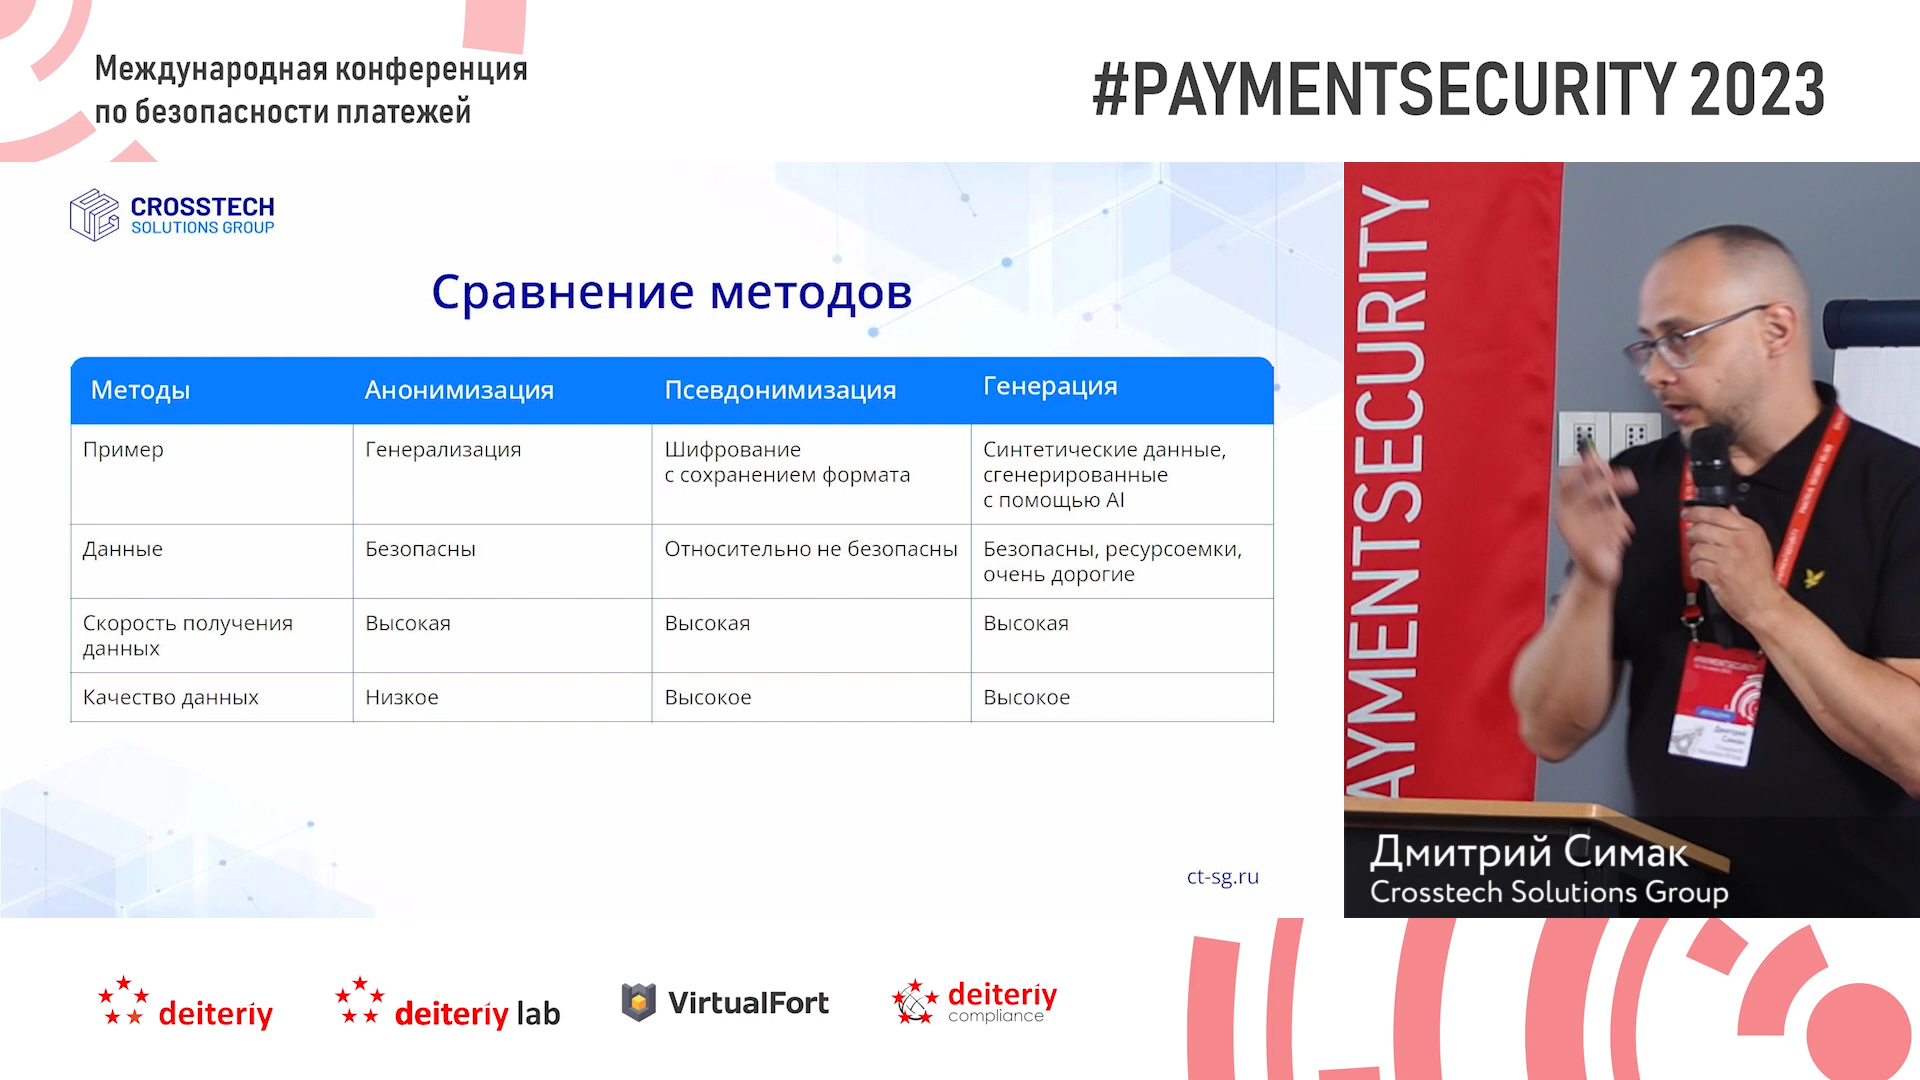 Международная конференция
по безопасности платежей
#PAYMENTSECURITY 2023
CROSSTECH
SOLUTIONS GROUP
Сравнение методов
Методы
Анонимизация
Псевдонимизация
Генерация
Пример
Генерализация
Шифрование
с сохранением формата
Синтетические данные,
сгенерированные
с помощью AI
Данные
Безопасны
Относительно не безопасны
Безопасны, ресурсоемки,
очень дорогие
Скорость получения
данных
Высокая
Высокая
Высокая
Качество данных
Низкое
Высокое
Высокое
ct-sg.ru
AYMENTSECURITY
Дмитрий
Симак
Дмитрий Симак
Crosstech Solutions Group
deiteriy
deiteriy lab
VirtualFort
deiteriy
compliance